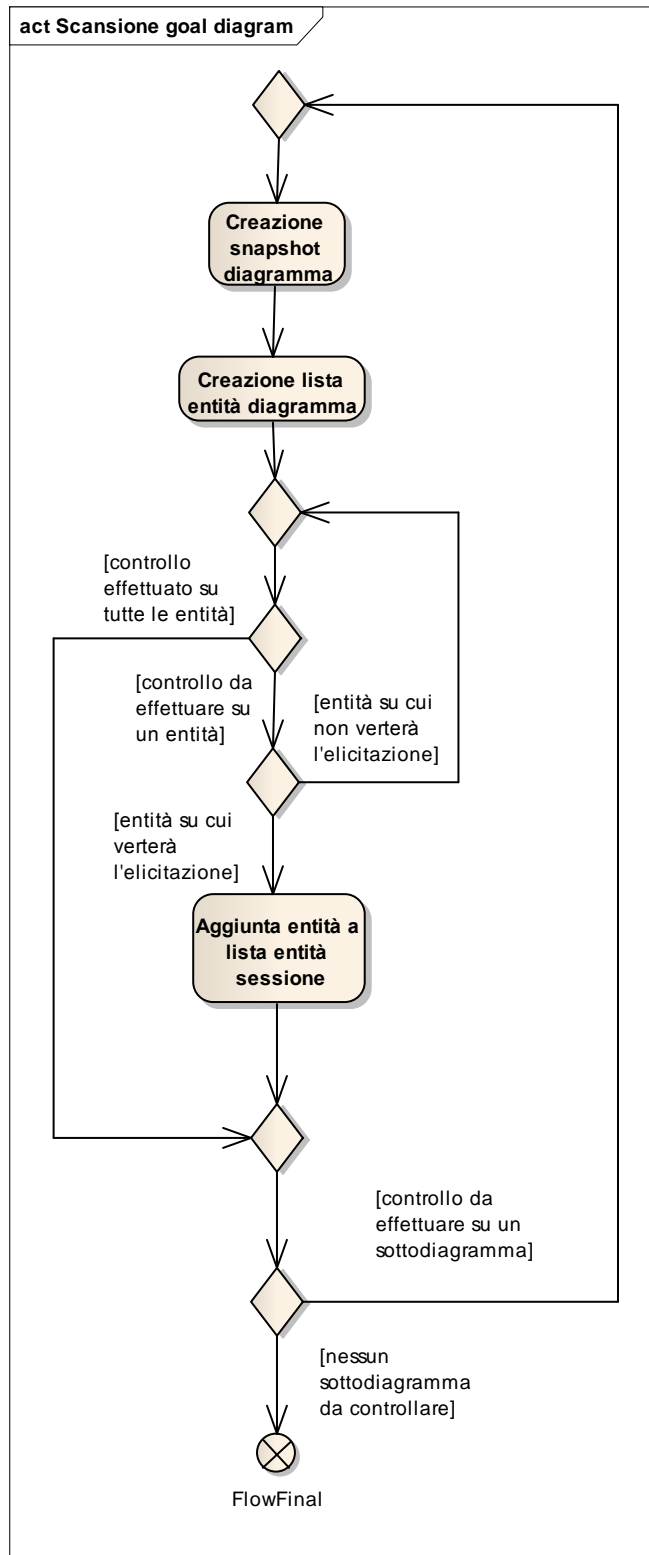 act Scansione goal diagram
Creazione
snapshot
diagramma
Creazione lista
entità diagramma
[controllo
effettuato su
tutte le entità]
[controllo da
effettuare su
un entità]
[entità su cui
non verterà
l'elicitazione]
[entità su cui
verterà
l'elicitazione]
Aggiunta entità a
lista entità
sessione
[controllo da
effettuare su un
sottodiagramma]
[nessun
sottodiagramma
da controllare]
FlowFinal